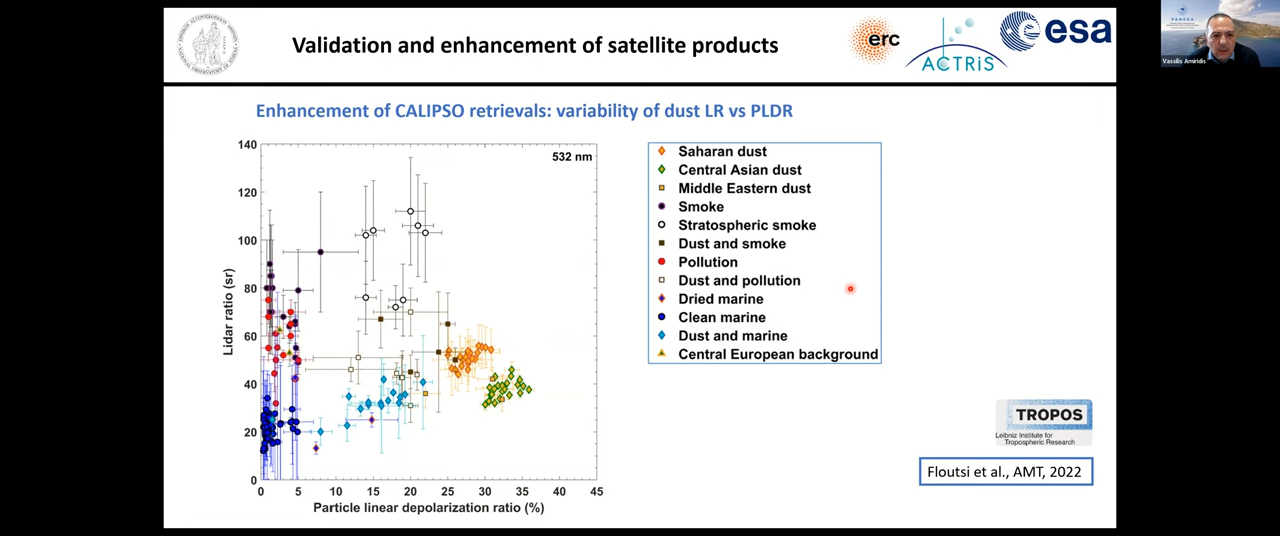 Validation and enhancement of satellite products
erc
ACTRiS
esa
PANGEA
Vassilis Amiridis
Enhancement of CALIPSO retrievals: variability of dust LR vs PLDR
532 nm
Lidar ratio (sr)
140
120
100
80
60
40
20
0
0 5 10 15 20 25 30 35 40 45
Particle linear depolarization ratio (%)
Saharan dust
Central Asian dust
Middle Eastern dust
Smoke
Stratospheric smoke
Dust and smoke
Pollution
Dust and pollution
Dried marine
Clean marine
Dust and marine
Central European background
TROPOS
Leibniz Institute for
Tropospheric Research
Floutsi et al., AMT, 2022